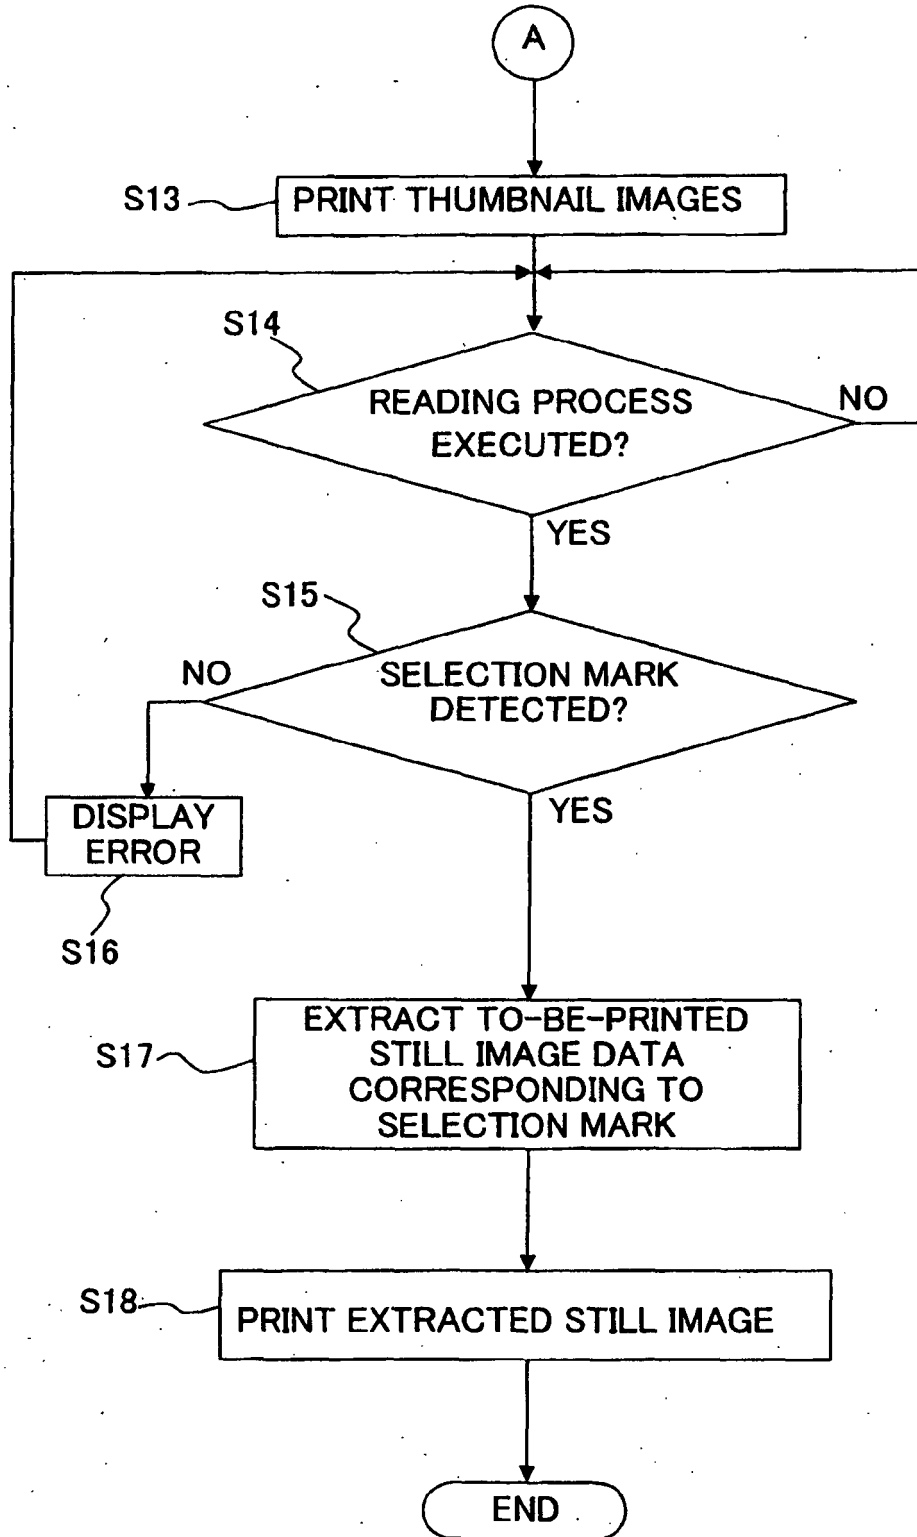 A
S13
PRINT THUMBNAIL IMAGES
S14
READING PROCESS
EXECUTED?
NO
YES
S15
SELECTION MARK
DETECTED?
NO
YES
DISPLAY
ERROR
S16
S17
EXTRACT TO-BE-PRINTED
STILL IMAGE DATA
CORRESPONDING TO
SELECTION MARK
S18
PRINT EXTRACTED STILL IMAGE
END